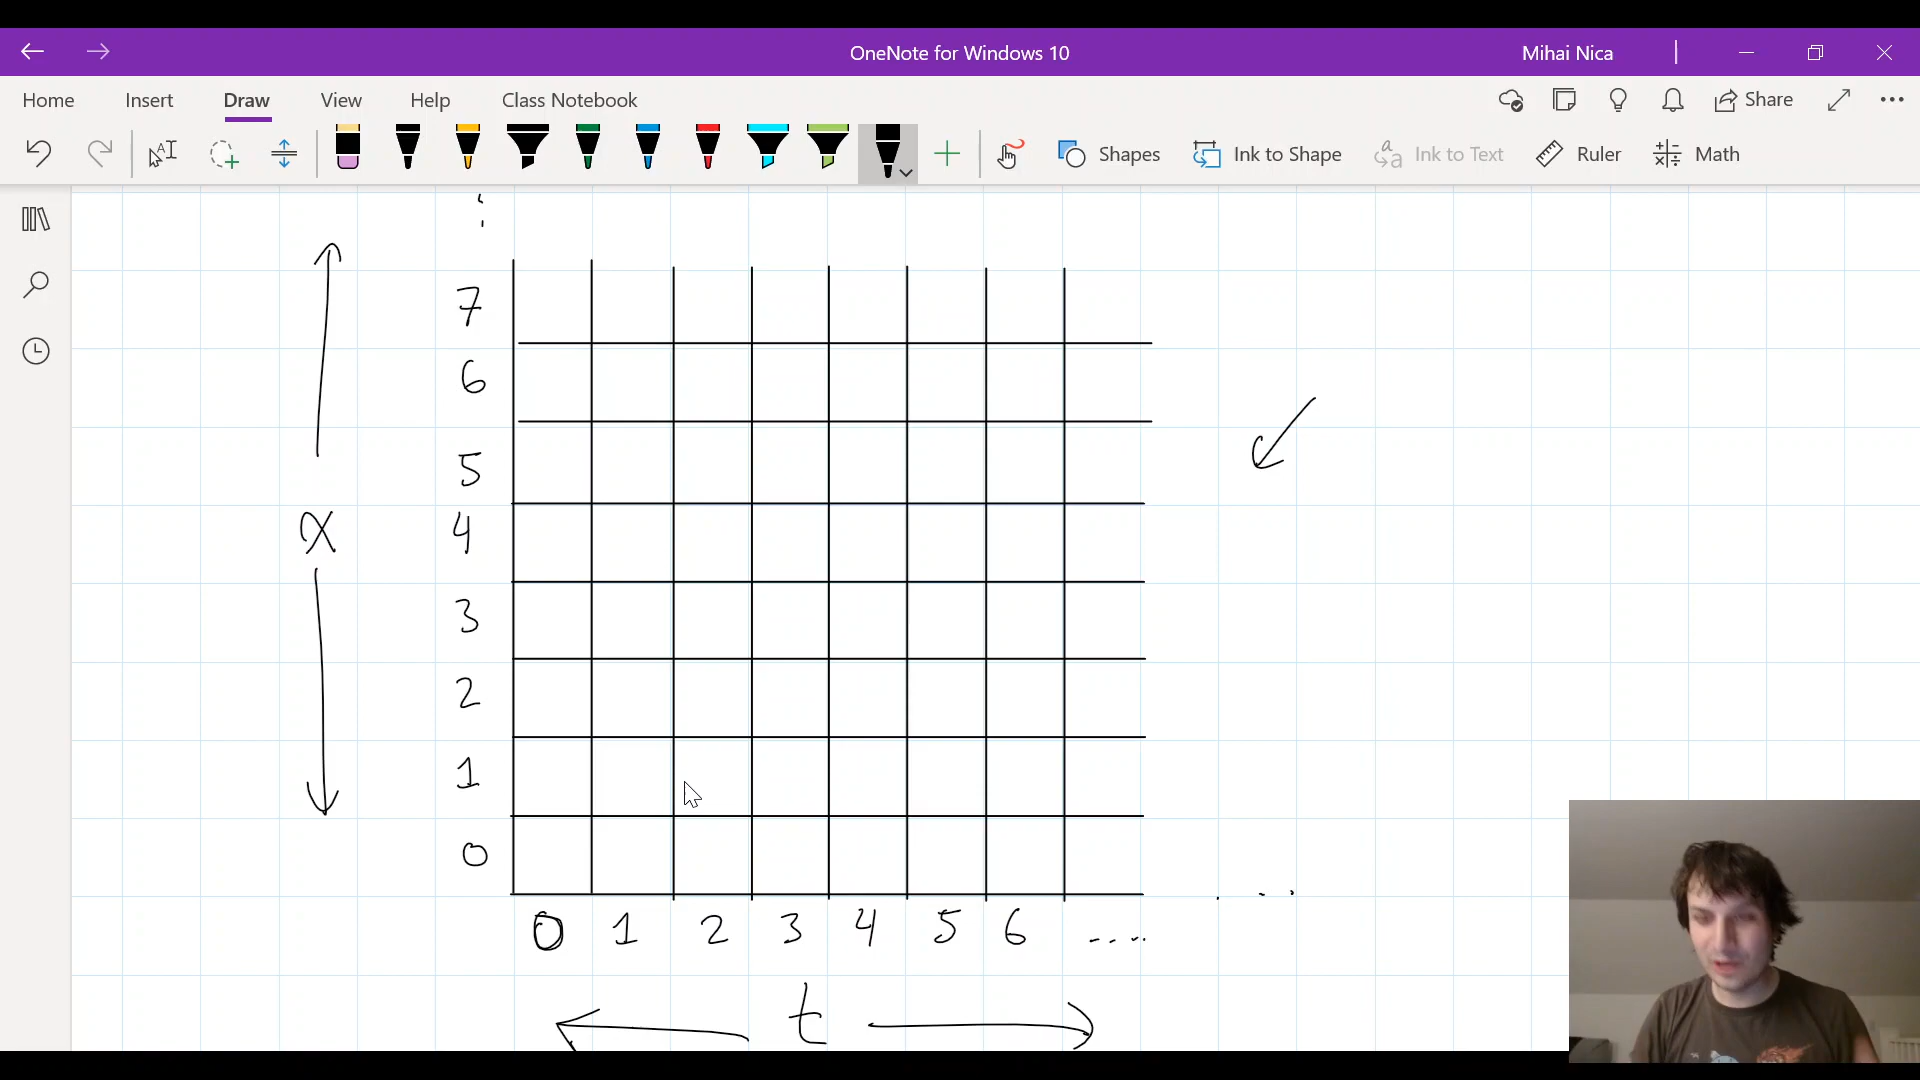 OneNote for Windows 10 Mihai Nica
Home Insert Draw View Help Class Notebook Share
Shapes Ink to Shape Ink to Text Ruler Math
7
6
5
4
x
3
2
1
0
0 1 2 3 4 5 6 ....
t